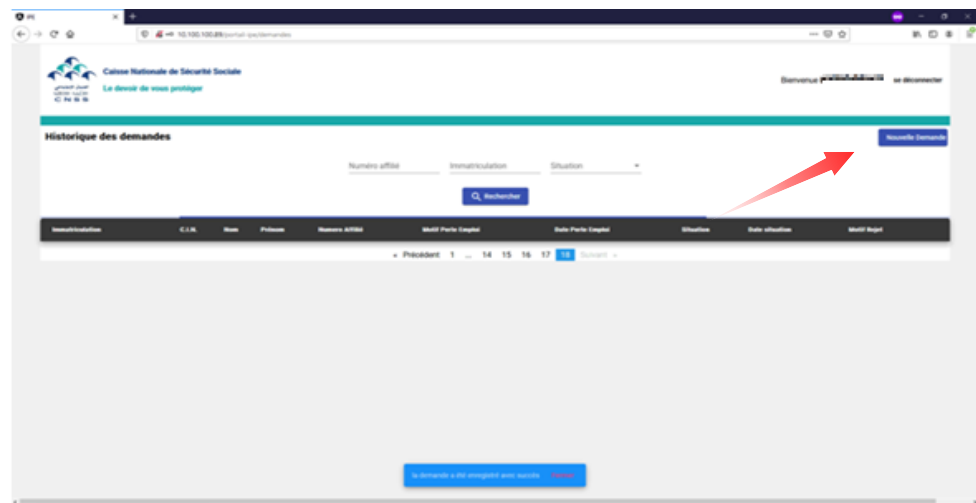 IPE
10.100.100.89/portail-ipe/demandes
Caisse Nationale de Sécurité Sociale
Le devoir de vous protéger
C N S S
Bienvenue
se déconnecter
Historique des demandes
Nouvelle Demande
Numéro affilié Immatriculation Situation
Rechercher
Immatriculation C.I.N. Nom Prénom Numero Affilié Motif Perte Emploi Date Perte Emploi Situation Date situation Motif Rejet
« Précédent 1 ... 14 15 16 17 18 Suivant »
la demande a été enregistré avec succès